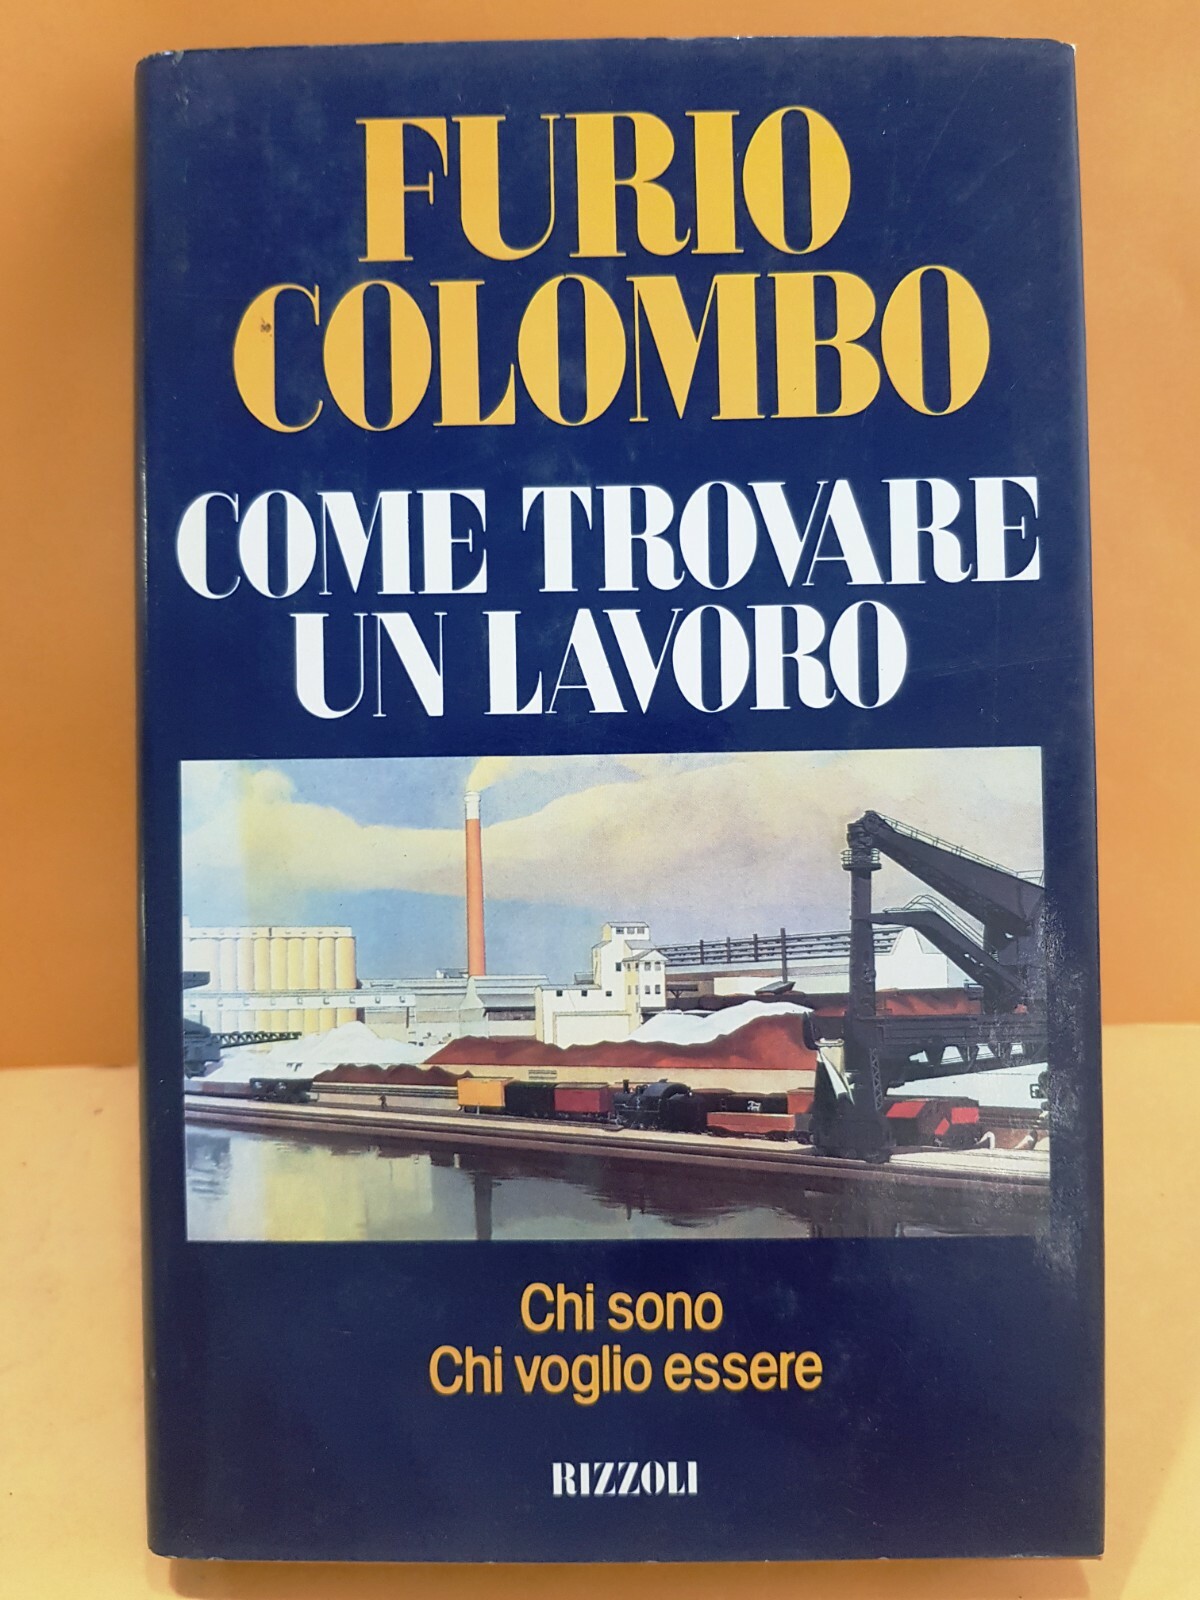 FURIO
COLOMBO
COME TROVARE
UN LAVORO
Chi sono
Chi voglio essere
RIZZOLI